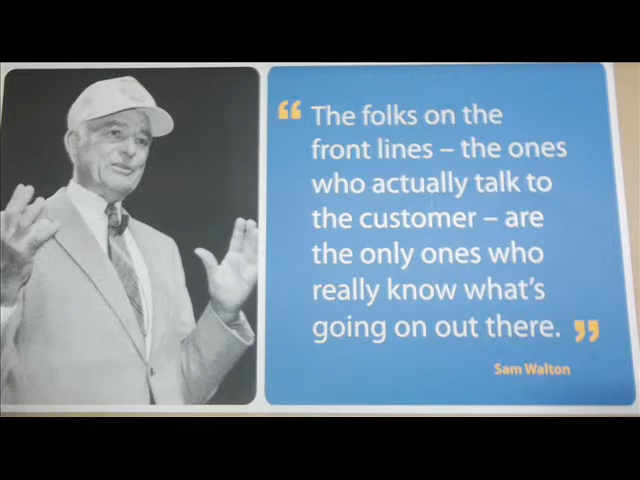 “ The folks on the
front lines – the ones
who actually talk to
the customer – are
the only ones who
really know what’s
going on out there. ”
Sam Walton